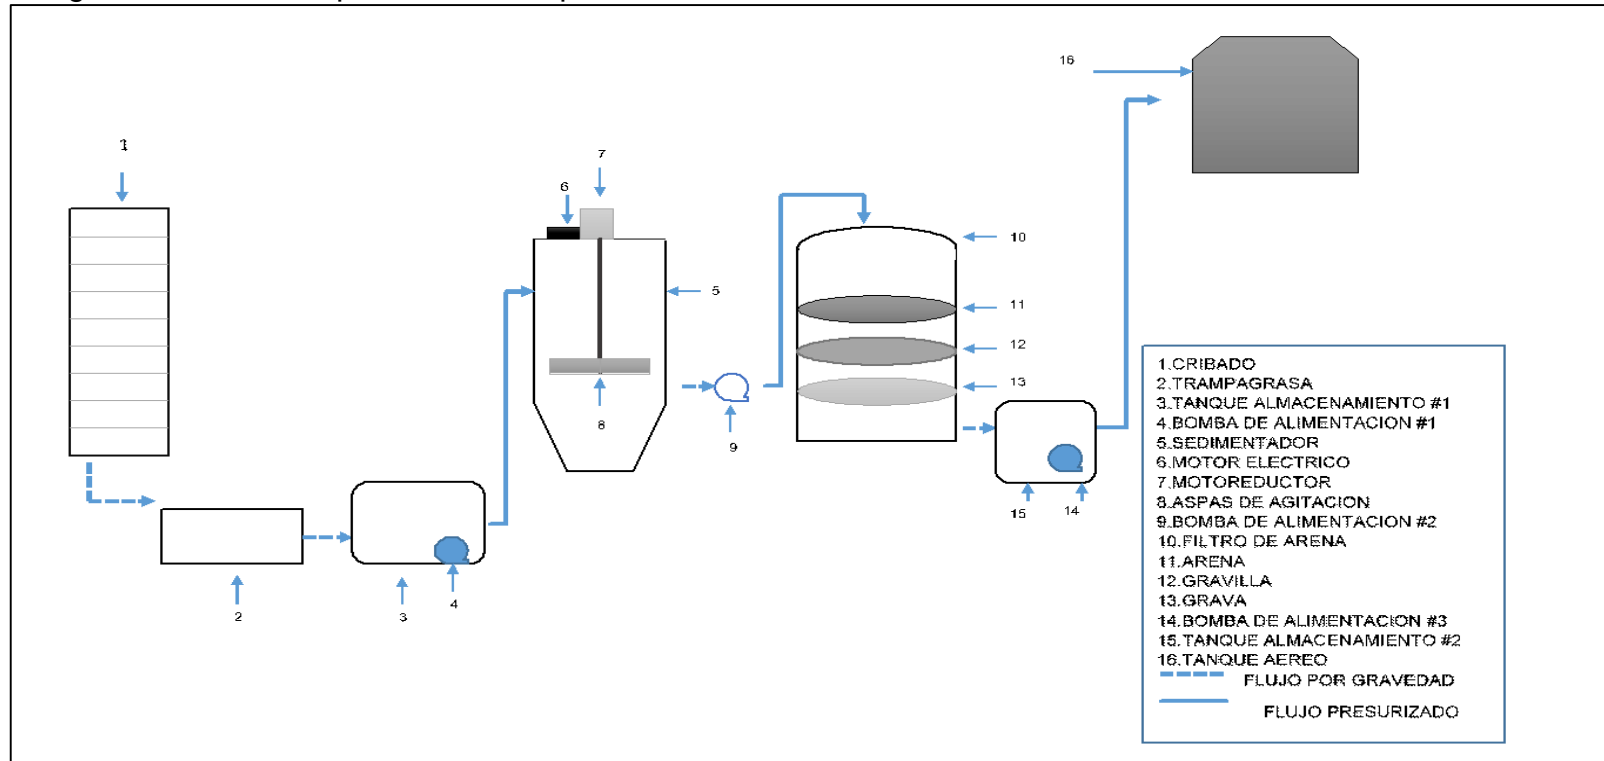 1
16
7
6
10
5
11
12
13
8
9
15
14
2
3
4
1.CRIBADO
2.TRAMPAGRASA
3.TANQUE ALMACENAMIENTO #1
4.BOMBA DE ALIMENTACION #1
5.SEDIMENTADOR
6.MOTOR ELECTRICO
7.MOTOREDUCTOR
8.ASPAS DE AGITACION
9.BOMBA DE ALIMENTACION #2
10.FILTRO DE ARENA
11.ARENA
12.GRAVILLA
13.GRAVA
14.BOMBA DE ALIMENTACION #3
15.TANQUE ALMACENAMIENTO #2
16.TANQUE AEREO
FLUJO POR GRAVEDAD
FLUJO PRESURIZADO